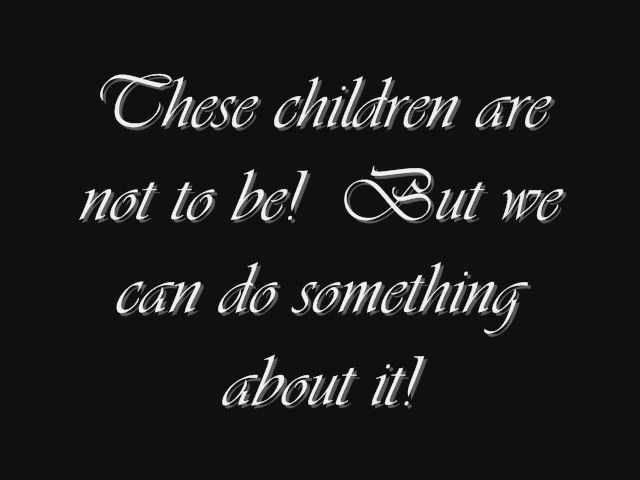 These children are
not to be! But we
can do something
about it!